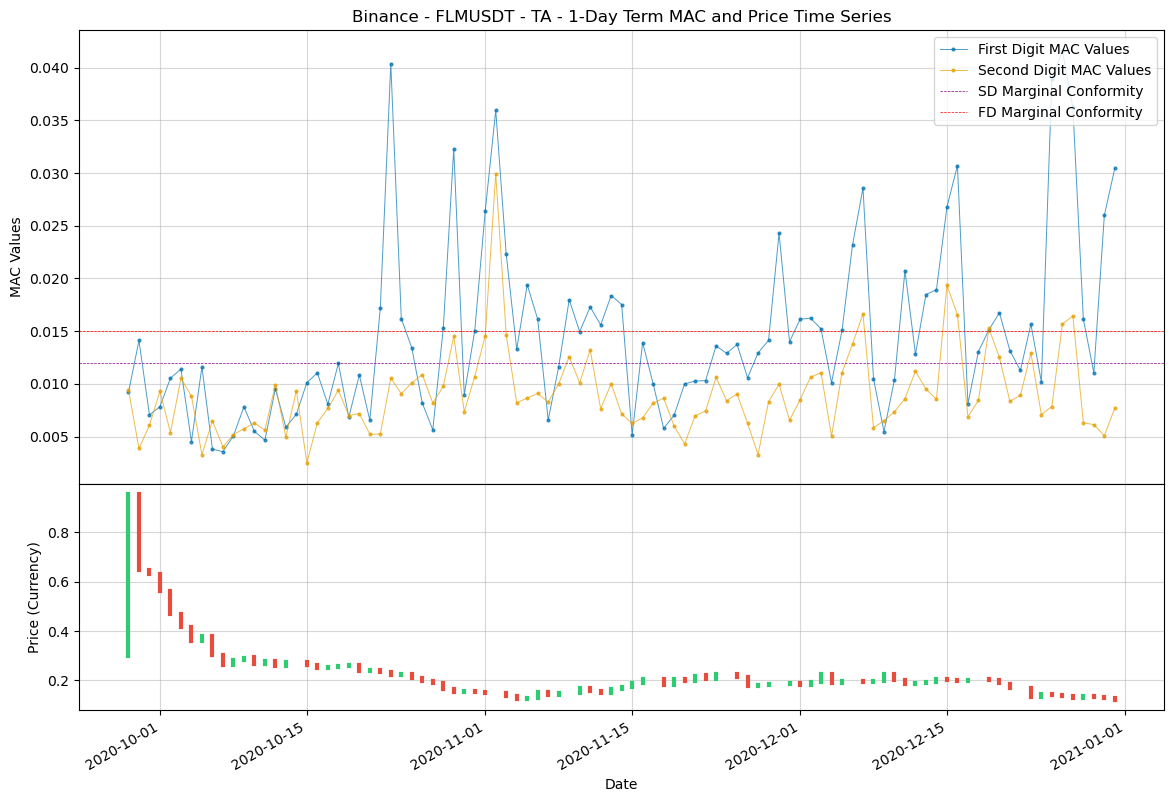 Binance - FLMUSDT - TA - 1-Day Term MAC and Price Time Series
First Digit MAC Values
Second Digit MAC Values
SD Marginal Conformity
FD Marginal Conformity
MAC Values
0.040
0.035
0.030
0.025
0.020
0.015
0.010
0.005
Price (Currency)
0.8
0.6
0.4
0.2
2020-10-01
2020-10-15
2020-11-01
2020-11-15
2020-12-01
2020-12-15
2021-01-01
Date